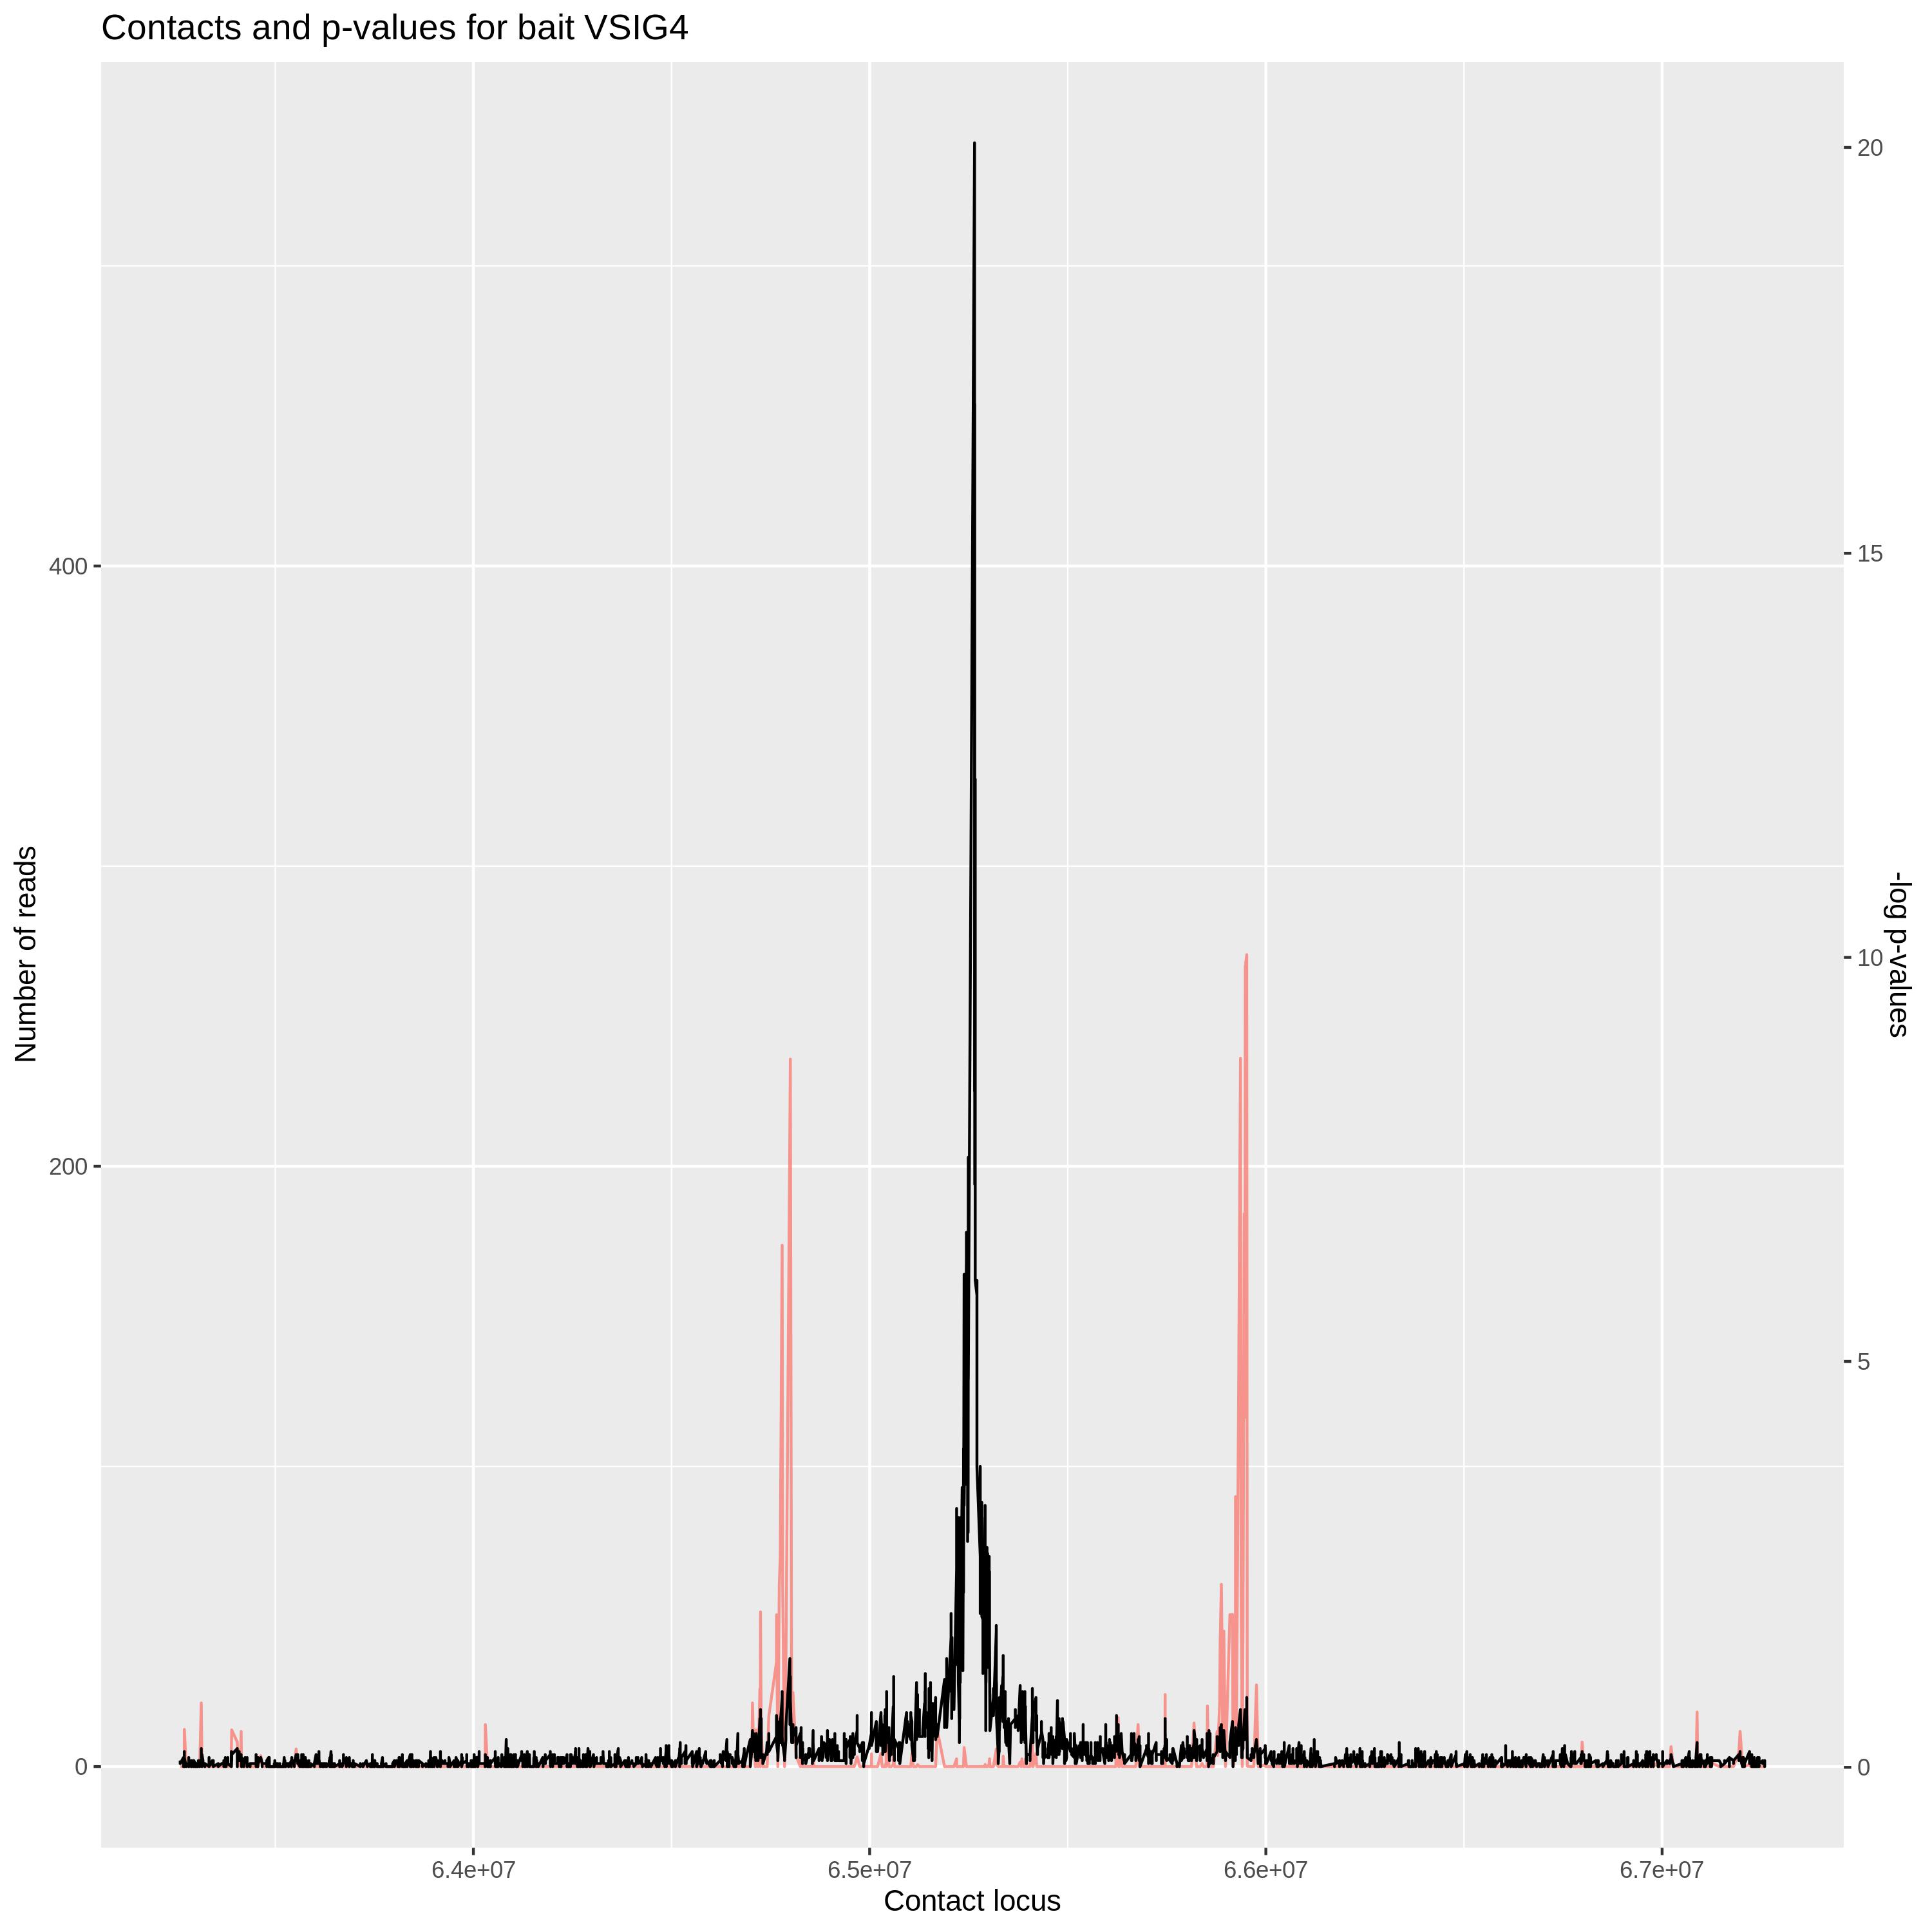 Contacts and p-values for bait VSIG4
Number of reads
400
200
0
20
15
10
5
0
-log p-values
6.4e+07
6.5e+07
6.6e+07
6.7e+07
Contact locus